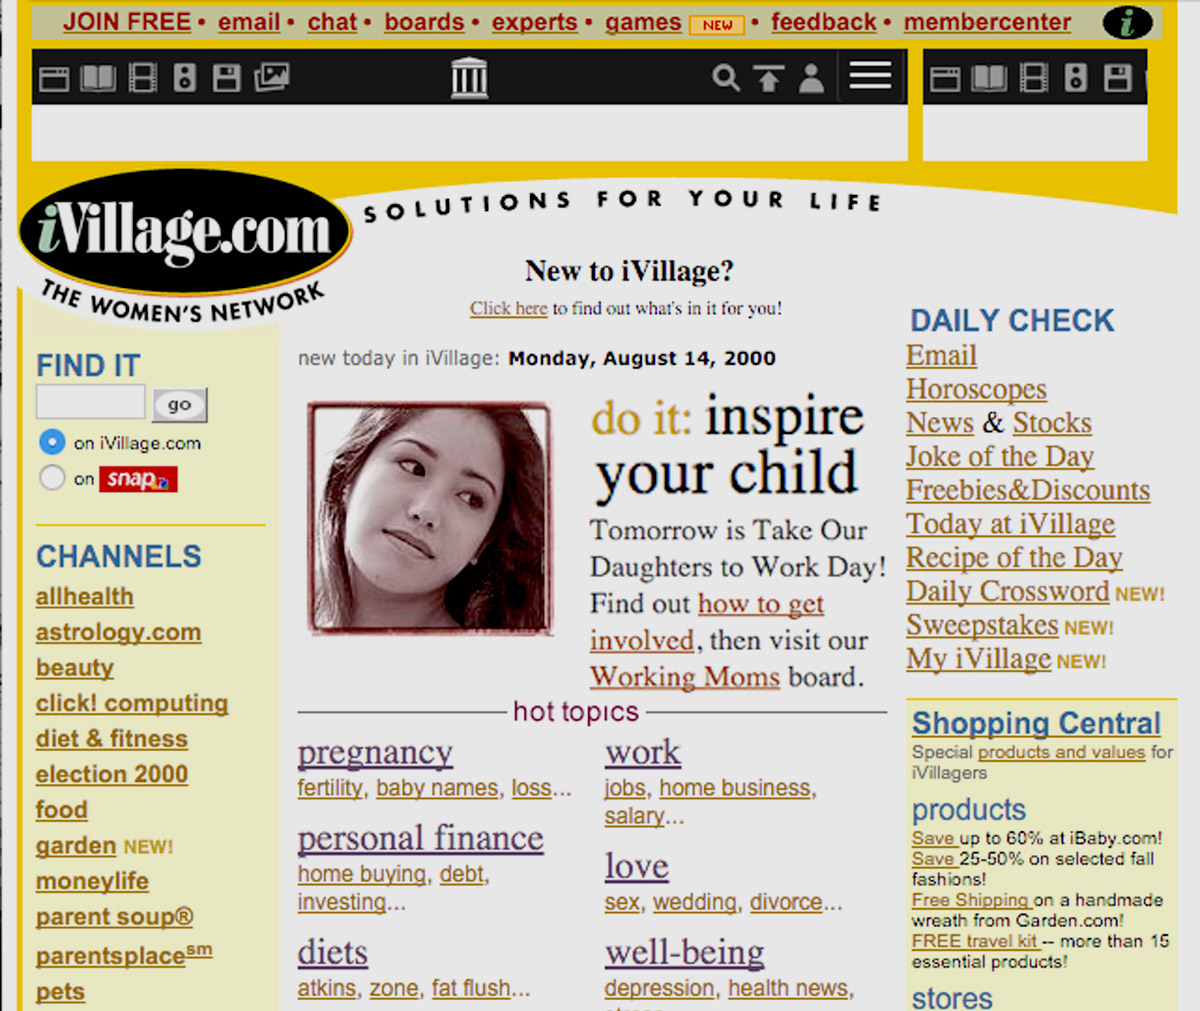 JOIN FREE • email • chat • boards • experts • games NEW • feedback • membercenter i
iVillage.com
THE WOMEN'S NETWORK
SOLUTIONS FOR YOUR LIFE
New to iVillage?
Click here to find out what's in it for you!
FIND IT
go
on iVillage.com
on snap
CHANNELS
allhealth
astrology.com
beauty
click! computing
diet & fitness
election 2000
food
garden NEW!
moneylife
parent soup®
parentsplace℠
pets
new today in iVillage: Monday, August 14, 2000
do it: inspire
your child
Tomorrow is Take Our
Daughters to Work Day!
Find out how to get
involved, then visit our
Working Moms board.
hot topics
pregnancy
fertility, baby names, loss...
personal finance
home buying, debt,
investing...
diets
atkins, zone, fat flush...
work
jobs, home business,
salary...
love
sex, wedding, divorce...
well-being
depression, health news,
DAILY CHECK
Email
Horoscopes
News & Stocks
Joke of the Day
Freebies&Discounts
Today at iVillage
Recipe of the Day
Daily Crossword NEW!
Sweepstakes NEW!
My iVillage NEW!
Shopping Central
Special products and values for
iVillagers
products
Save up to 60% at iBaby.com!
Save 25-50% on selected fall
fashions!
Free Shipping on a handmade
wreath from Garden.com!
FREE travel kit -- more than 15
essential products!
stores